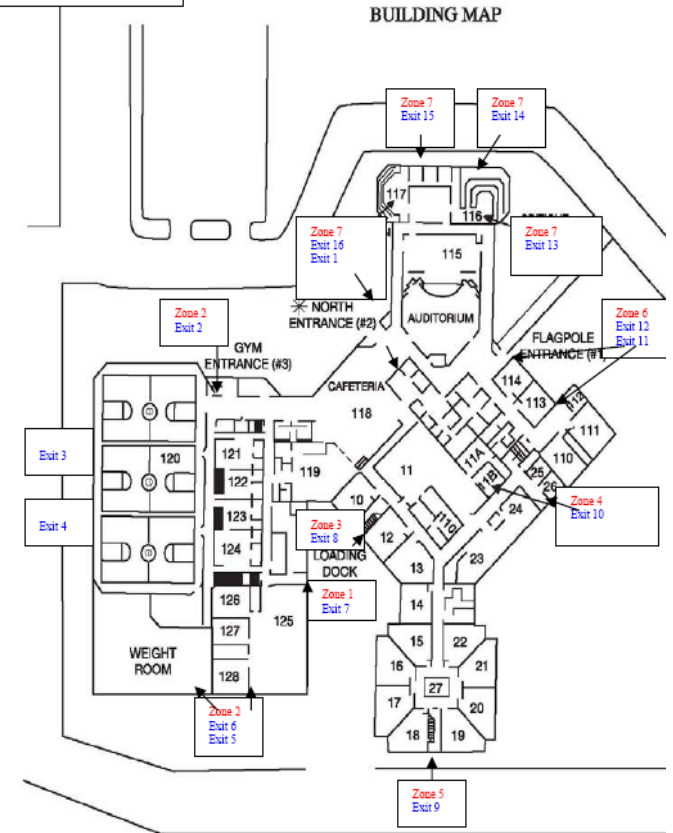 BUILDING MAP
Zone 7
Exit 15
Zone 7
Exit 14
117
116
Zone 7
Exit 16
Exit 1
Zone 7
Exit 13
115
NORTH
ENTRANCE (#2)
AUDITORIUM
Zone 2
Exit 2
Zone 6
Exit 12
Exit 11
GYM
ENTRANCE (#3)
FLAGPOLE
ENTRANCE (#1
CAFETERIA
118
114
113
112
111
110
Exit 3
120
121
122
119
11
11A
11B
25
26
24
Exit 4
123
124
10
12
110
Zone 3
Exit 8
Zone 4
Exit 10
LOADING
DOCK
13
23
Zone 1
Exit 7
126
125
127
128
14
WEIGHT
ROOM
15
22
16
21
27
17
20
18
19
Zone 2
Exit 6
Exit 5
Zone 5
Exit 9